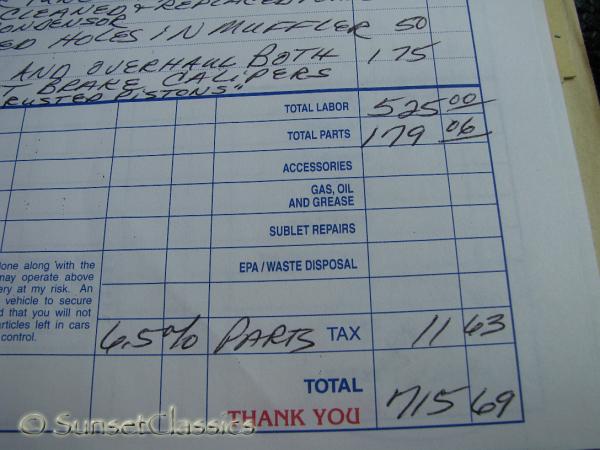 CLEANED & REPLACED
CONDENSOR
ED HOLES IN MUFFLER 50
AND OVERHAUL BOTH 175
T BRAKE CALIPERS
RUSTED PISTONS"
TOTAL LABOR 525 00
TOTAL PARTS 179 06
ACCESSORIES
GAS, OIL
AND GREASE
SUBLET REPAIRS
EPA / WASTE DISPOSAL
done along with the
may operate above
ery at my risk. An
vehicle to secure
d that you will not
articles left in cars
control.
6.5% PARTS TAX 11 63
TOTAL 715 69
THANK YOU
© SunsetClassics